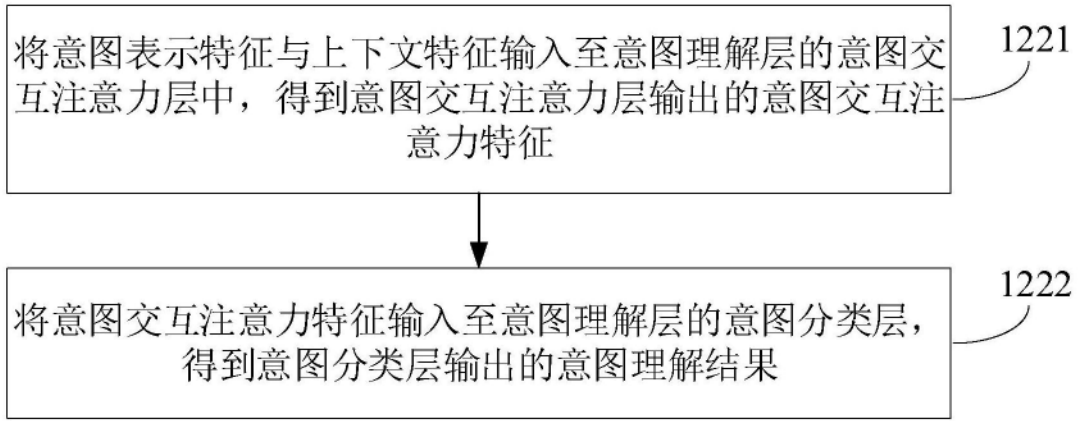 将意图表示特征与上下文特征输入至意图理解层的意图交
互注意力层中，得到意图交互注意力层输出的意图交互注
意力特征
1221
将意图交互注意力特征输入至意图理解层的意图分类层，
得到意图分类层输出的意图理解结果
1222